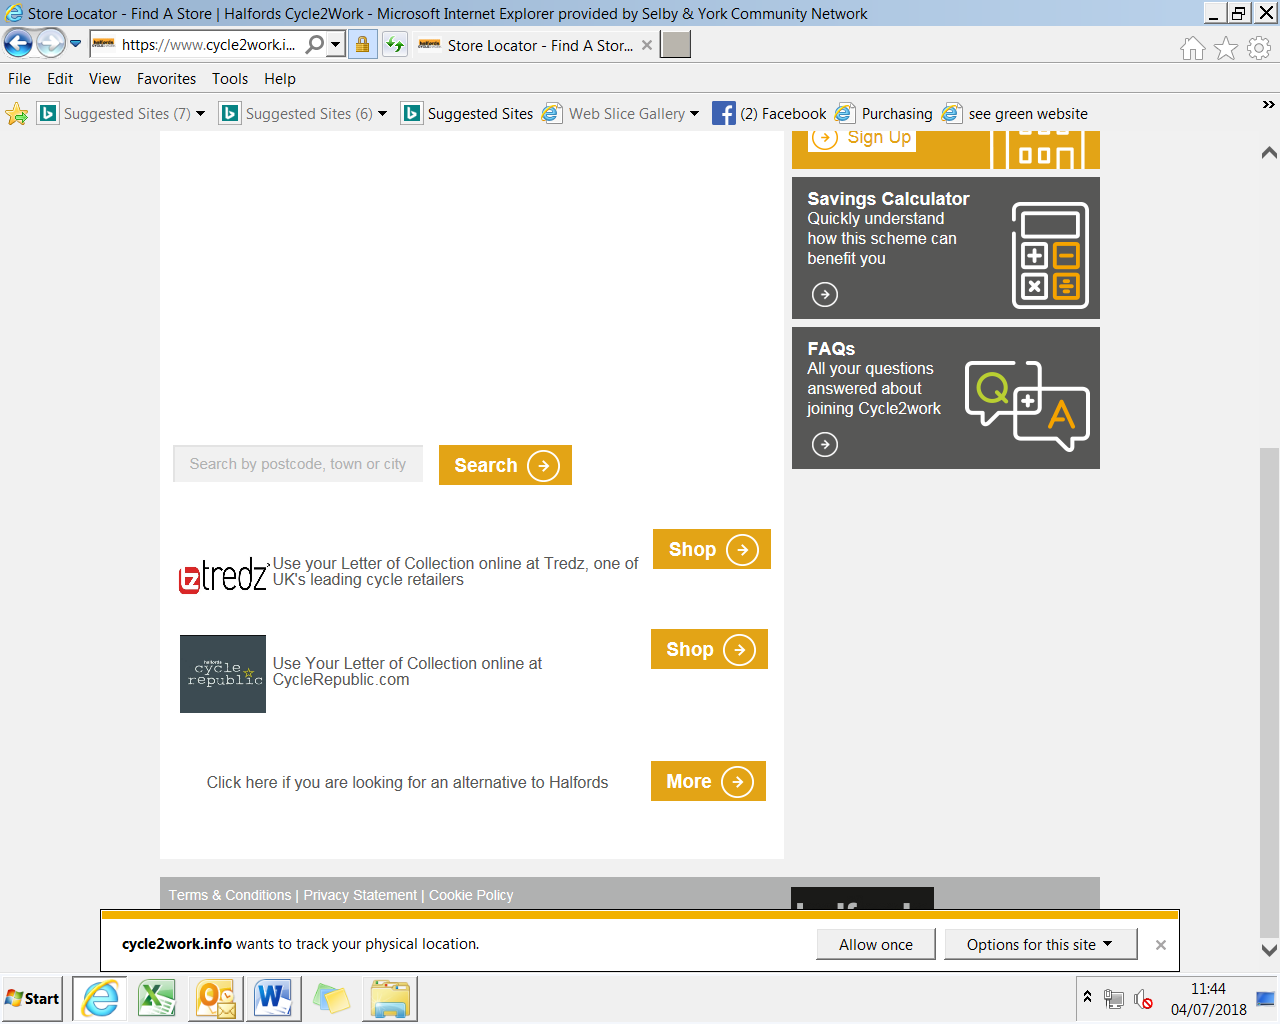 Store Locator - Find A Store | Halfords Cycle2Work - Microsoft Internet Explorer provided by Selby & York Community Network
https://www.cycle2work.i...
Store Locator - Find A Stor...
File Edit View Favorites Tools Help
Suggested Sites (7) Suggested Sites (6) Suggested Sites Web Slice Gallery (2) Facebook Purchasing see green website
Sign Up
Savings Calculator
Quickly understand
how this scheme can
benefit you
FAQs
All your questions
answered about
joining Cycle2work
Q
A
Search by postcode, town or city
Search
tredz
Use your Letter of Collection online at Tredz, one of
UK's leading cycle retailers
Shop
halfords
cycle
republic
Use Your Letter of Collection online at
CycleRepublic.com
Shop
Click here if you are looking for an alternative to Halfords
More
Terms & Conditions | Privacy Statement | Cookie Policy
cycle2work.info wants to track your physical location.
Allow once
Options for this site
Start
11:44
04/07/2018